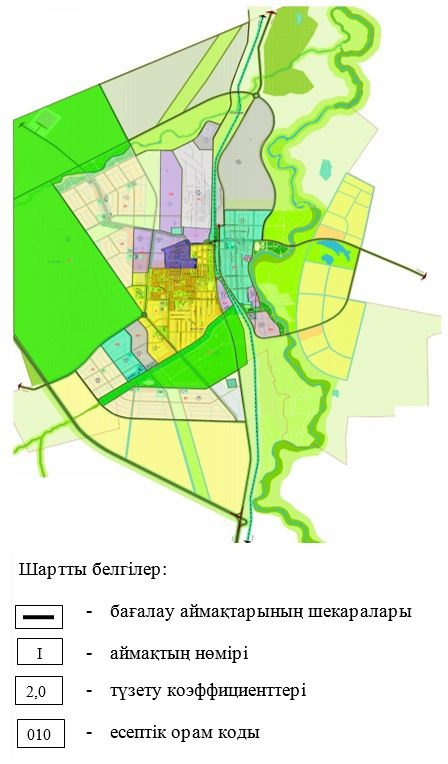 Шартты белгілер:
- бағалау аймақтарының шекаралары
I - аймақтың нөмірі
2,0 - түзету коэффициенттері
010 - есептік орам коды